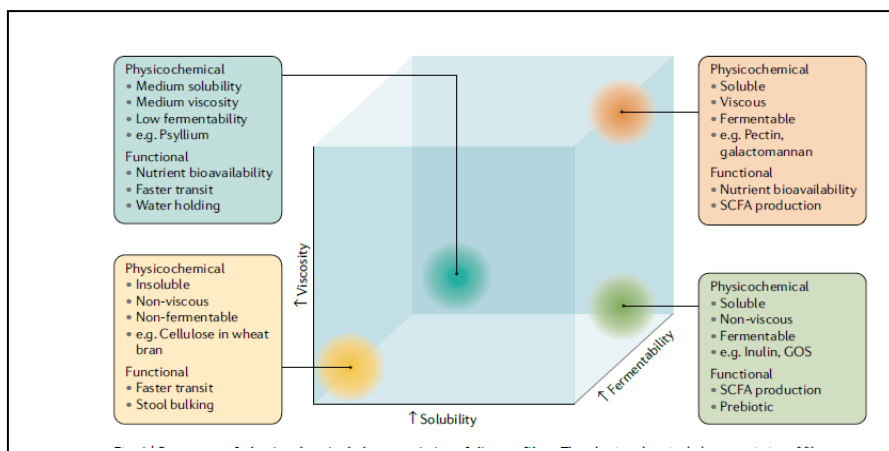 Physicochemical
• Medium solubility
• Medium viscosity
• Low fermentability
• e.g. Psyllium
Functional
• Nutrient bioavailability
• Faster transit
• Water holding
Physicochemical
• Insoluble
• Non-viscous
• Non-fermentable
• e.g. Cellulose in wheat
bran
Functional
• Faster transit
• Stool bulking
↑ Viscosity
↑ Solubility
↑ Fermentability
Physicochemical
• Soluble
• Viscous
• Fermentable
• e.g. Pectin,
galactomannan
Functional
• Nutrient bioavailability
• SCFA production
Physicochemical
• Soluble
• Non-viscous
• Fermentable
• e.g. Inulin, GOS
Functional
• SCFA production
• Prebiotic